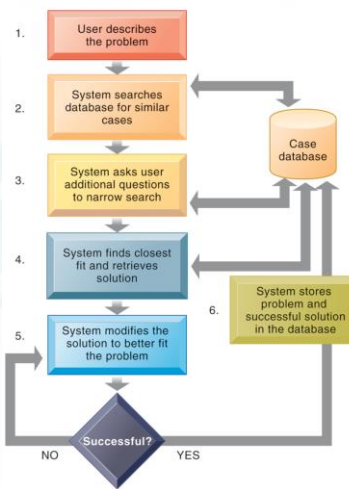 1.
User describes
the problem
2.
System searches
database for similar
cases
Case
database
3.
System asks user
additional questions
to narrow search
4.
System finds closest
fit and retrieves
solution
6.
System stores
problem and
successful solution
in the database
5.
System modifies the
solution to better fit
the problem
Successful?
NO
YES